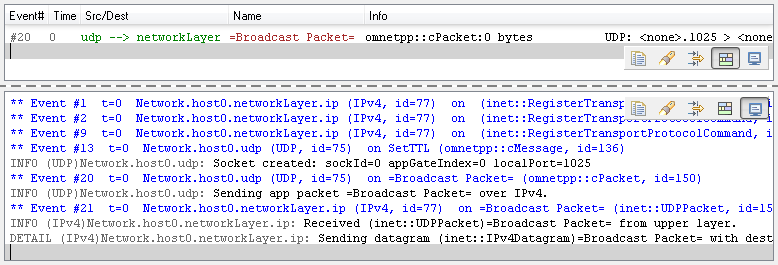 Event# Time Src/Dest Name Info
#20 0 udp --> networkLayer =Broadcast Packet= omnetpp::cPacket:0 bytes UDP: <none>.1025 > <none
** Event #1 t=0 Network.host0.networkLayer.ip (IPv4, id=77) on (inet::RegisterTransp
** Event #2 t=0 Network.host0.networkLayer.ip (IPv4, id=77) on (inet::RegisterTransportProtocolCommand, i
** Event #9 t=0 Network.host0.networkLayer.ip (IPv4, id=77) on (inet::RegisterTransportProtocolCommand, i
** Event #13 t=0 Network.host0.udp (UDP, id=75) on SetTTL (omnetpp::cMessage, id=136)
INFO (UDP)Network.host0.udp: Socket created: sockId=0 appGateIndex=0 localPort=1025
** Event #20 t=0 Network.host0.udp (UDP, id=75) on =Broadcast Packet= (omnetpp::cPacket, id=150)
INFO (UDP)Network.host0.udp: Sending app packet =Broadcast Packet= over IPv4.
** Event #21 t=0 Network.host0.networkLayer.ip (IPv4, id=77) on =Broadcast Packet= (inet::UDPPacket, id=15
INFO (IPv4)Network.host0.networkLayer.ip: Received (inet::UDPPacket)=Broadcast Packet= from upper layer.
DETAIL (IPv4)Network.host0.networkLayer.ip: Sending datagram (inet::IPv4Datagram)=Broadcast Packet= with dest